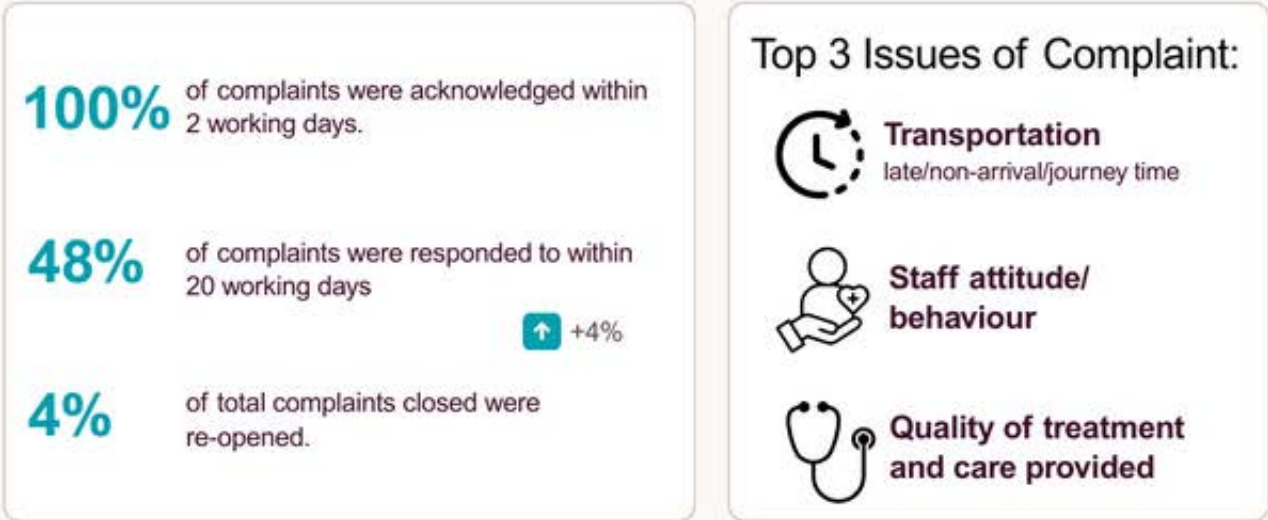 100%
of complaints were acknowledged within
2 working days.
48%
of complaints were responded to within
20 working days
+4%
4%
of total complaints closed were
re-opened.
Top 3 Issues of Complaint:
Transportation
late/non-arrival/journey time
Staff attitude/
behaviour
Quality of treatment
and care provided